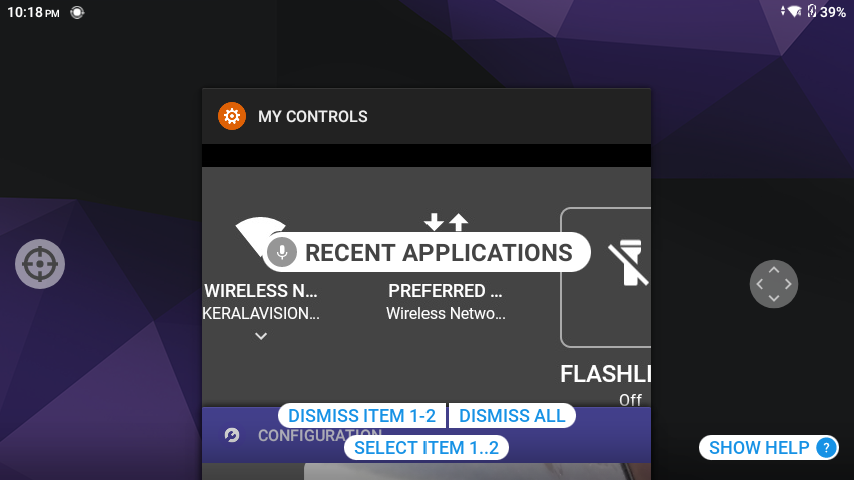 10:18 PM
39%
MY CONTROLS
RECENT APPLICATIONS
WIRELESS N...
PREFERRED ...
KERALAVISION...
Wireless Netwo...
FLASHLI
Off
DISMISS ITEM 1-2
DISMISS ALL
CONFIGURATION
SELECT ITEM 1..2
SHOW HELP ?